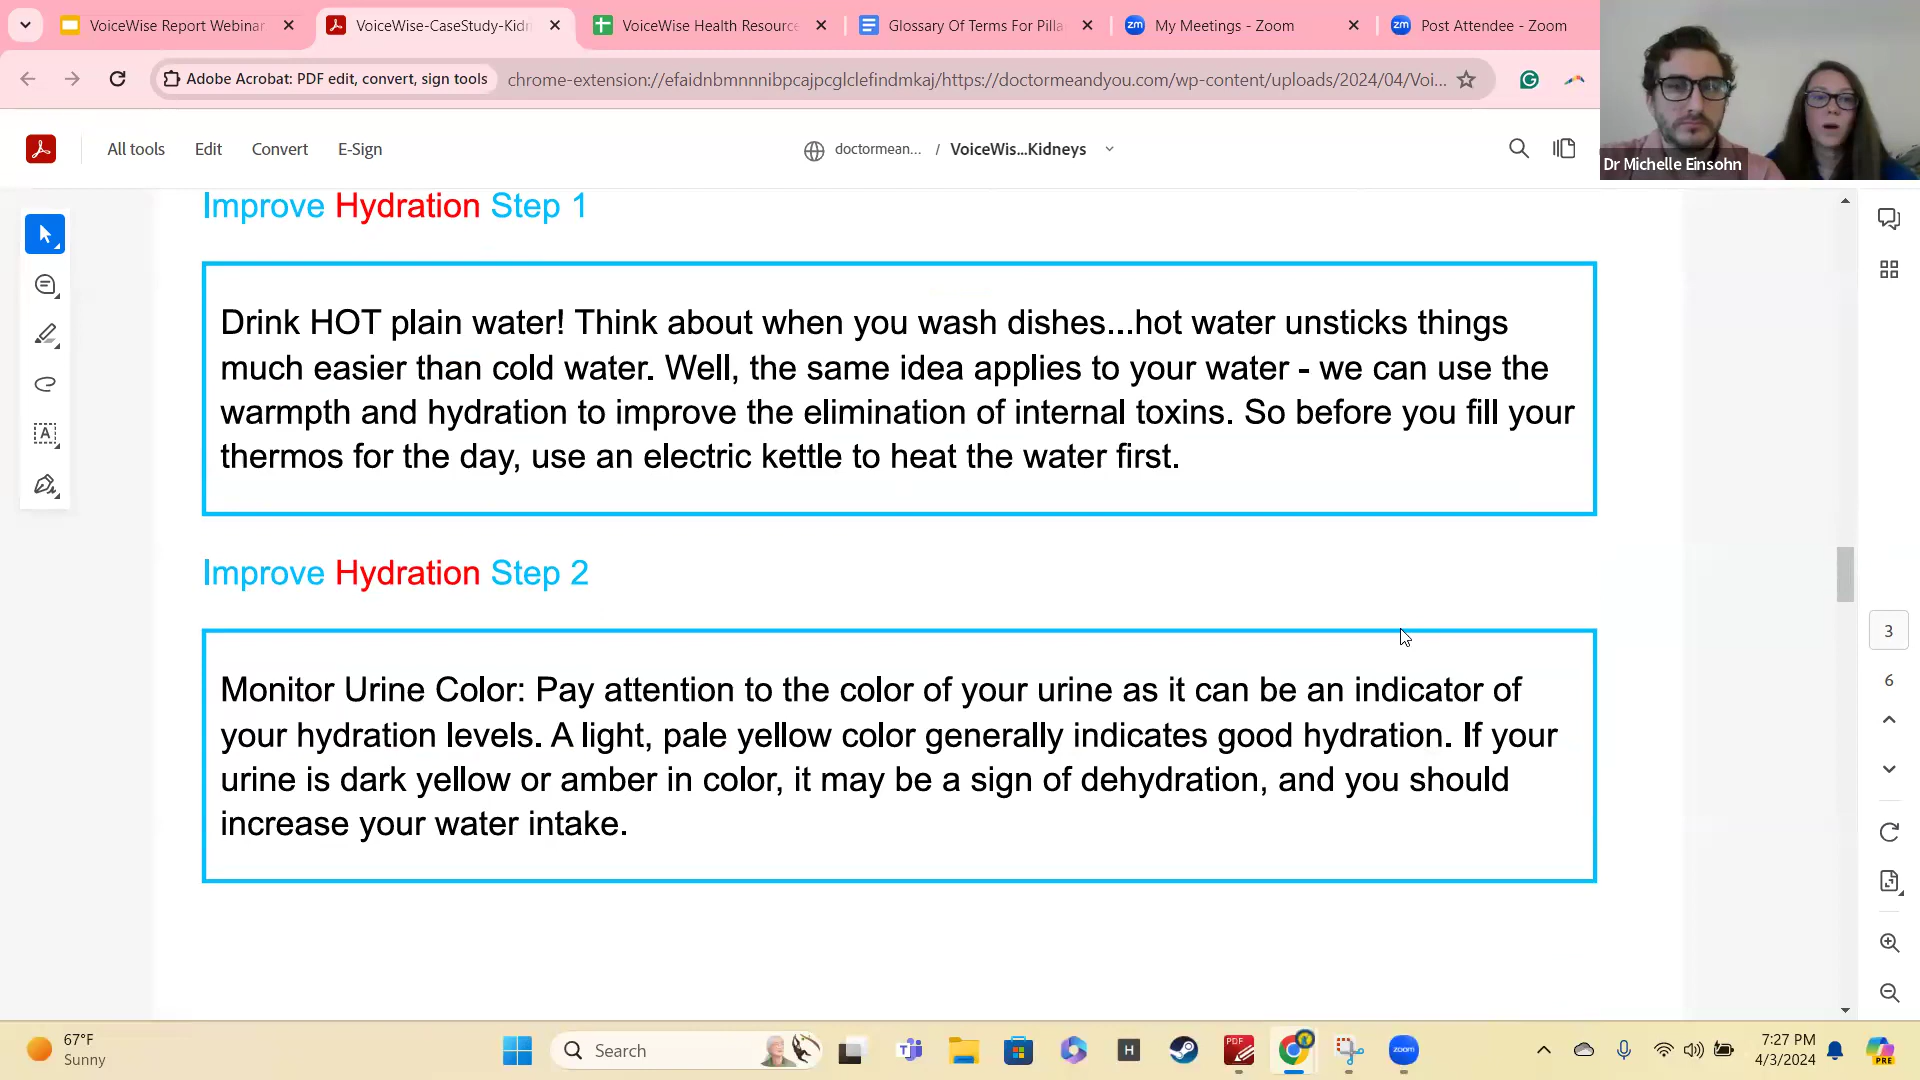 VoiceWise Report Webinar
VoiceWise-CaseStudy-Kidn
VoiceWise Health Resource
Glossary Of Terms For Pilla
zm
My Meetings - Zoom
zm
Post Attendee - Zoom
Adobe Acrobat: PDF edit, convert, sign tools
chrome-extension://efaidnbmnnnibpcajpcglclefindmkaj/https://doctormeandyou.com/wp-content/uploads/2024/04/Voi...
Dr Michelle Einsohn
All tools
Edit
Convert
E-Sign
doctormean...
/
VoiceWis...Kidneys
Improve Hydration Step 1
Drink HOT plain water! Think about when you wash dishes...hot water unsticks things
much easier than cold water. Well, the same idea applies to your water - we can use the
warmpth and hydration to improve the elimination of internal toxins. So before you fill your
thermos for the day, use an electric kettle to heat the water first.
Improve Hydration Step 2
Monitor Urine Color: Pay attention to the color of your urine as it can be an indicator of
your hydration levels. A light, pale yellow color generally indicates good hydration. If your
urine is dark yellow or amber in color, it may be a sign of dehydration, and you should
increase your water intake.
3
6
67°F
Sunny
Search
H
PDF
zoom
7:27 PM
4/3/2024
PRE